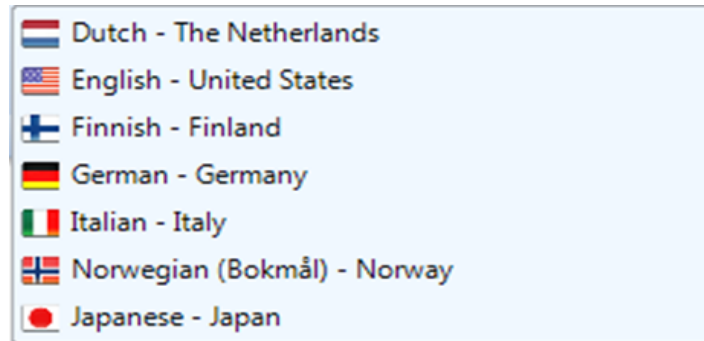 Dutch - The Netherlands
English - United States
Finnish - Finland
German - Germany
Italian - Italy
Norwegian (Bokmål) - Norway
Japanese - Japan